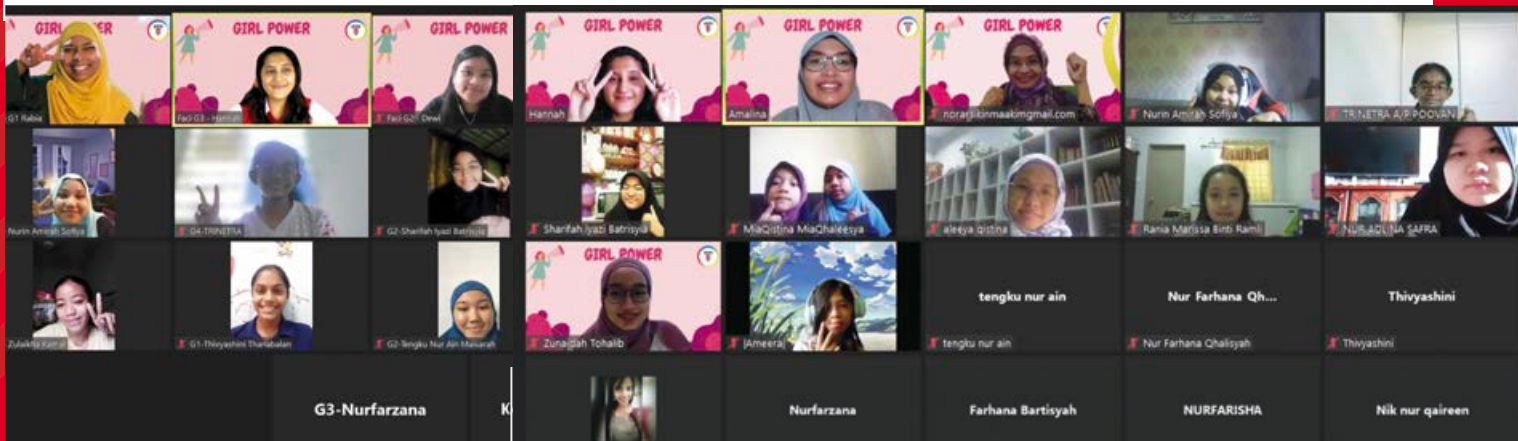 GIRL POWER
GIRL POWER
GIRL POWER
G1 Rabia
Faci G3 - Hannah
Faci G2 - Dewi
Nurin Amirah Sofiya
G4-TRINETRA
G2-Sharifah Iyazi Batrisyia
Zulaikha Kamal
G1-Thivyashini Thanabalan
G2-Tengku Nur Ain Maisarah
G3-Nurfarzana
K
GIRL POWER
GIRL POWER
GIRL POWER
Hannah
Amalina
Nurin Amirah Sofiya
TRINETRA A/P POOVAN
Sharifah Iyazi Batrisyia
MiaQistina MiaQhaleesya
aleeya qistina
Rania Marissa Binti Ramli
NUR ADLINA SAFRA
GIRL POWER
Zunaidah Tohalib
|Ameera|
tengku nur ain
tengku nur ain
Nur Farhana Qh...
Nur Farhana Qhalisyah
Thivyashini
Thivyashini
Nurfarzana
Farhana Bartisyah
NURFARISHA
Nik nur qaireen